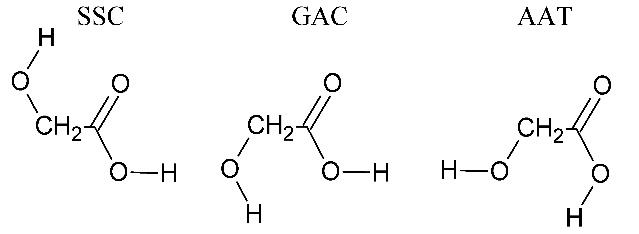 SSC GAC AAT
H
O O O O
CH2 CH2 CH2
O H O O H H O O
H H